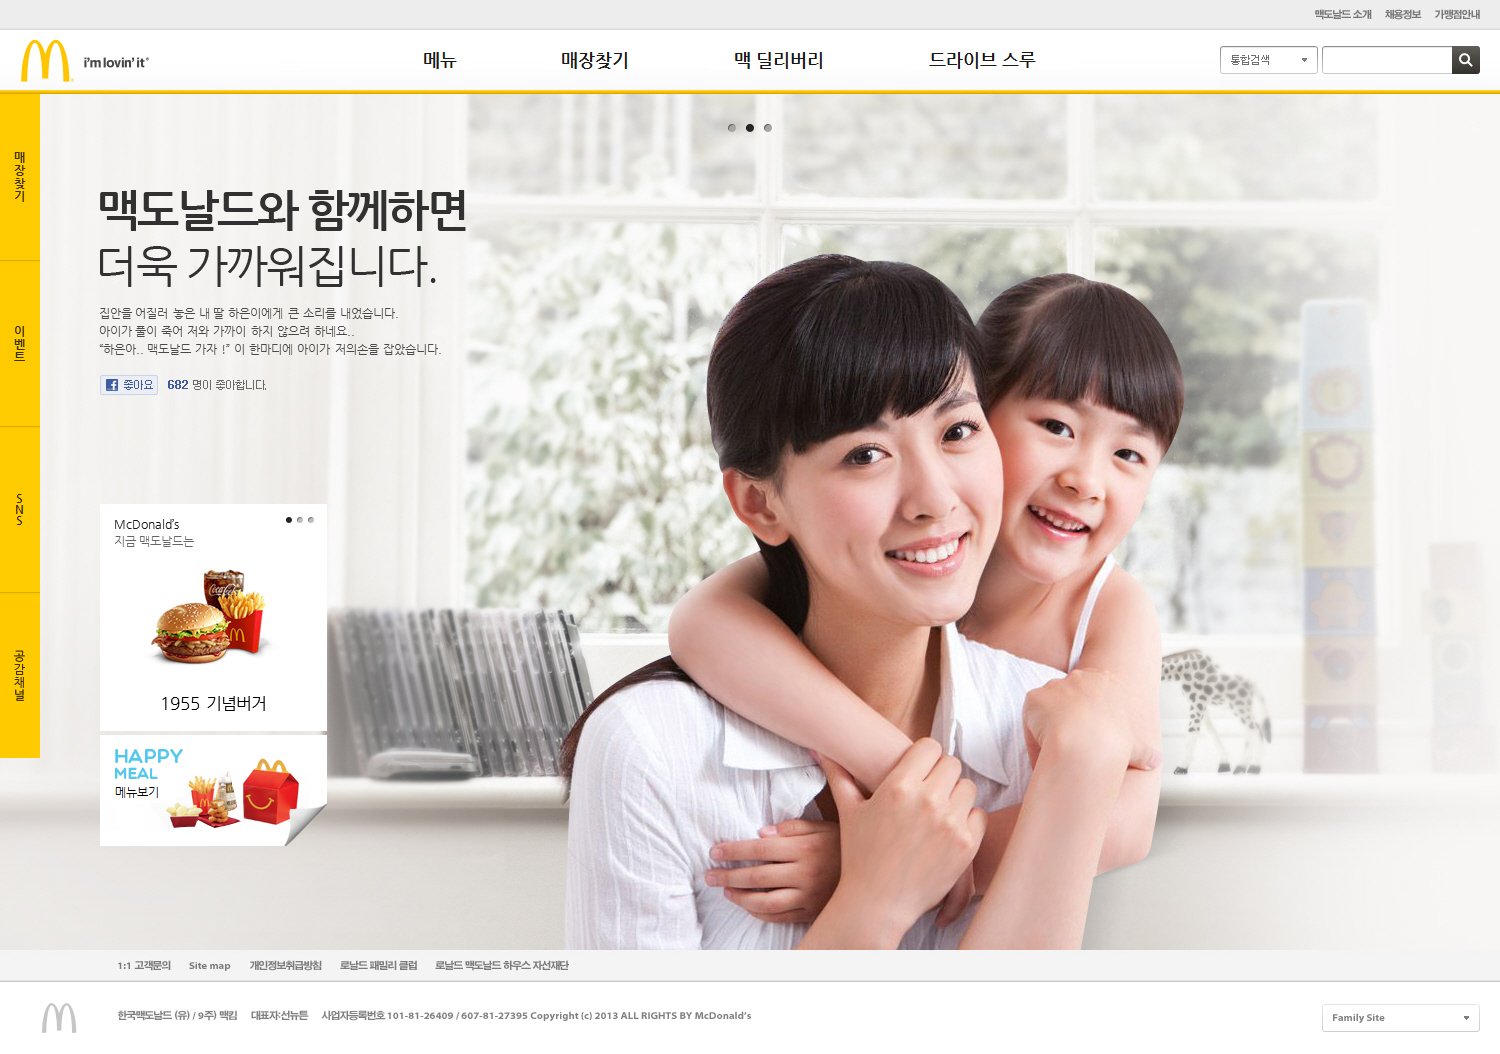 맥도날드 소개 채용정보 가맹점안내
i'm lovin' it®
메뉴 매장찾기 맥 딜리버리 드라이브 스루
통합검색
매장찾기
이벤트
SNS
공감채널
맥도날드와 함께하면
더욱 가까워집니다.
집안을 어질러 놓은 내 딸 하은이에게 큰 소리를 내었습니다.
아이가 풀이 죽어 저와 가까이 하지 않으려 하네요..
“하은아.. 맥도날드 가자 !” 이 한마디에 아이가 저의손을 잡았습니다.
좋아요 682 명이 좋아합니다.
McDonald’s
지금 맥도날드는
Coca-Cola
1955 기념버거
HAPPY
MEAL
메뉴보기
1:1 고객문의 Site map 개인정보취급방침 로날드 패밀리 클럽 로날드 맥도날드 하우스 자선재단
한국맥도날드 (유) / 9주) 맥킴 대표자:선뉴튼 사업자등록번호 101-81-26409 / 607-81-27395 Copyright (c) 2013 ALL RIGHTS BY McDonald’s
Family Site